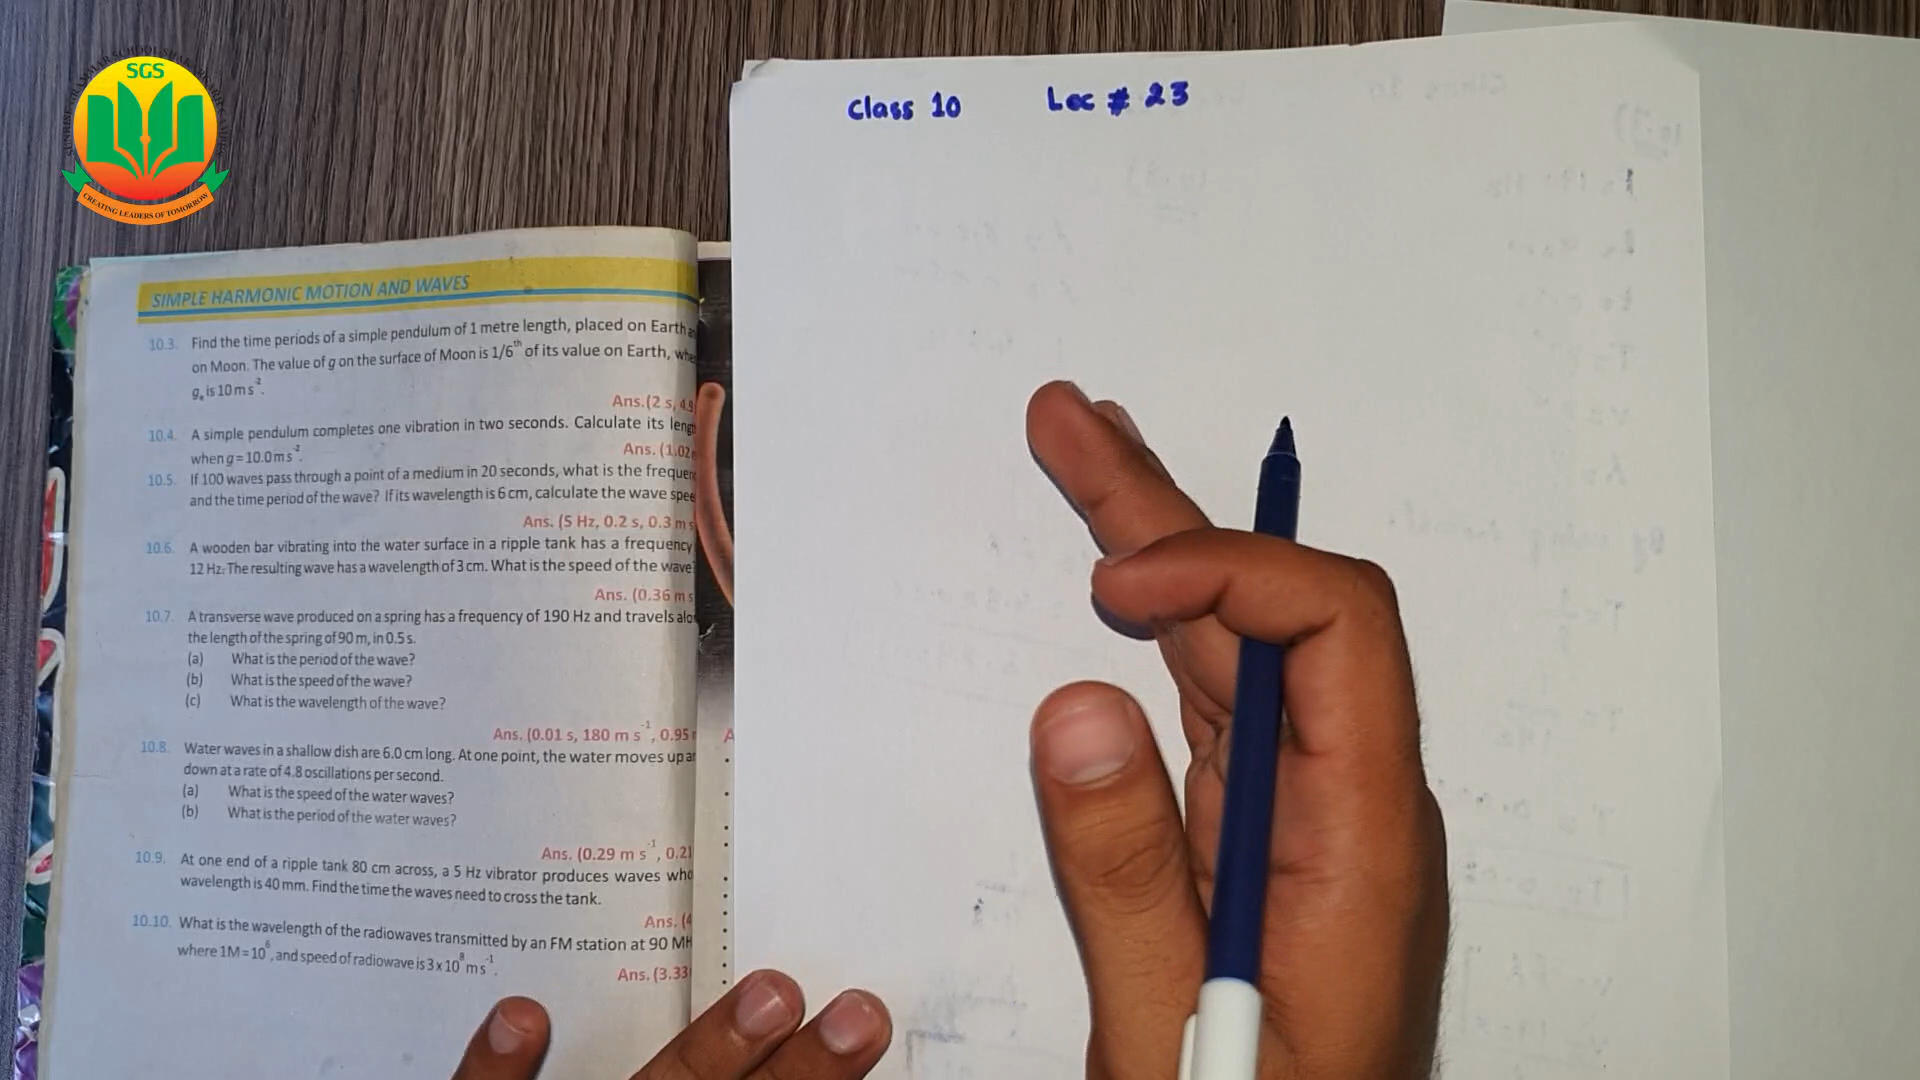 SUNRISE GRAMMAR SCHOOL SHAKARGARH CAMPUS
SGS
CREATING LEADERS OF TOMORROW
Class 10 Lec # 23
SIMPLE HARMONIC MOTION AND WAVES
10.3. Find the time periods of a simple pendulum of 1 metre length, placed on Earth
on Moon. The value of g on the surface of Moon is 1/6th of its value on Earth,
ge is 10 m s-2.
Ans.(2 s, 4.9
10.4. A simple pendulum completes one vibration in two seconds. Calculate its leng
when g = 10.0 m s-2.
Ans. (1.02
10.5. If 100 waves pass through a point of a medium in 20 seconds, what is the frequen
and the time period of the wave? If its wavelength is 6 cm, calculate the wave spee
Ans. (5 Hz, 0.2 s, 0.3 m s
10.6. A wooden bar vibrating into the water surface in a ripple tank has a frequency
12 Hz. The resulting wave has a wavelength of 3 cm. What is the speed of the wave?
Ans. (0.36 m s
10.7. A transverse wave produced on a spring has a frequency of 190 Hz and travels alo
the length of the spring of 90 m, in 0.5 s.
(a) What is the period of the wave?
(b) What is the speed of the wave?
(c) What is the wavelength of the wave?
Ans. (0.01 s, 180 m s-1, 0.95
10.8. Water waves in a shallow dish are 6.0 cm long. At one point, the water moves up a
down at a rate of 4.8 oscillations per second.
(a) What is the speed of the water waves?
(b) What is the period of the water waves?
Ans. (0.29 m s-1, 0.21
10.9. At one end of a ripple tank 80 cm across, a 5 Hz vibrator produces waves who
wavelength is 40 mm. Find the time the waves need to cross the tank.
Ans. (4
10.10. What is the wavelength of the radiowaves transmitted by an FM station at 90 MH
where 1M = 10^6, and speed of radiowave is 3 x 10^8 m s-1.
Ans. (3.33